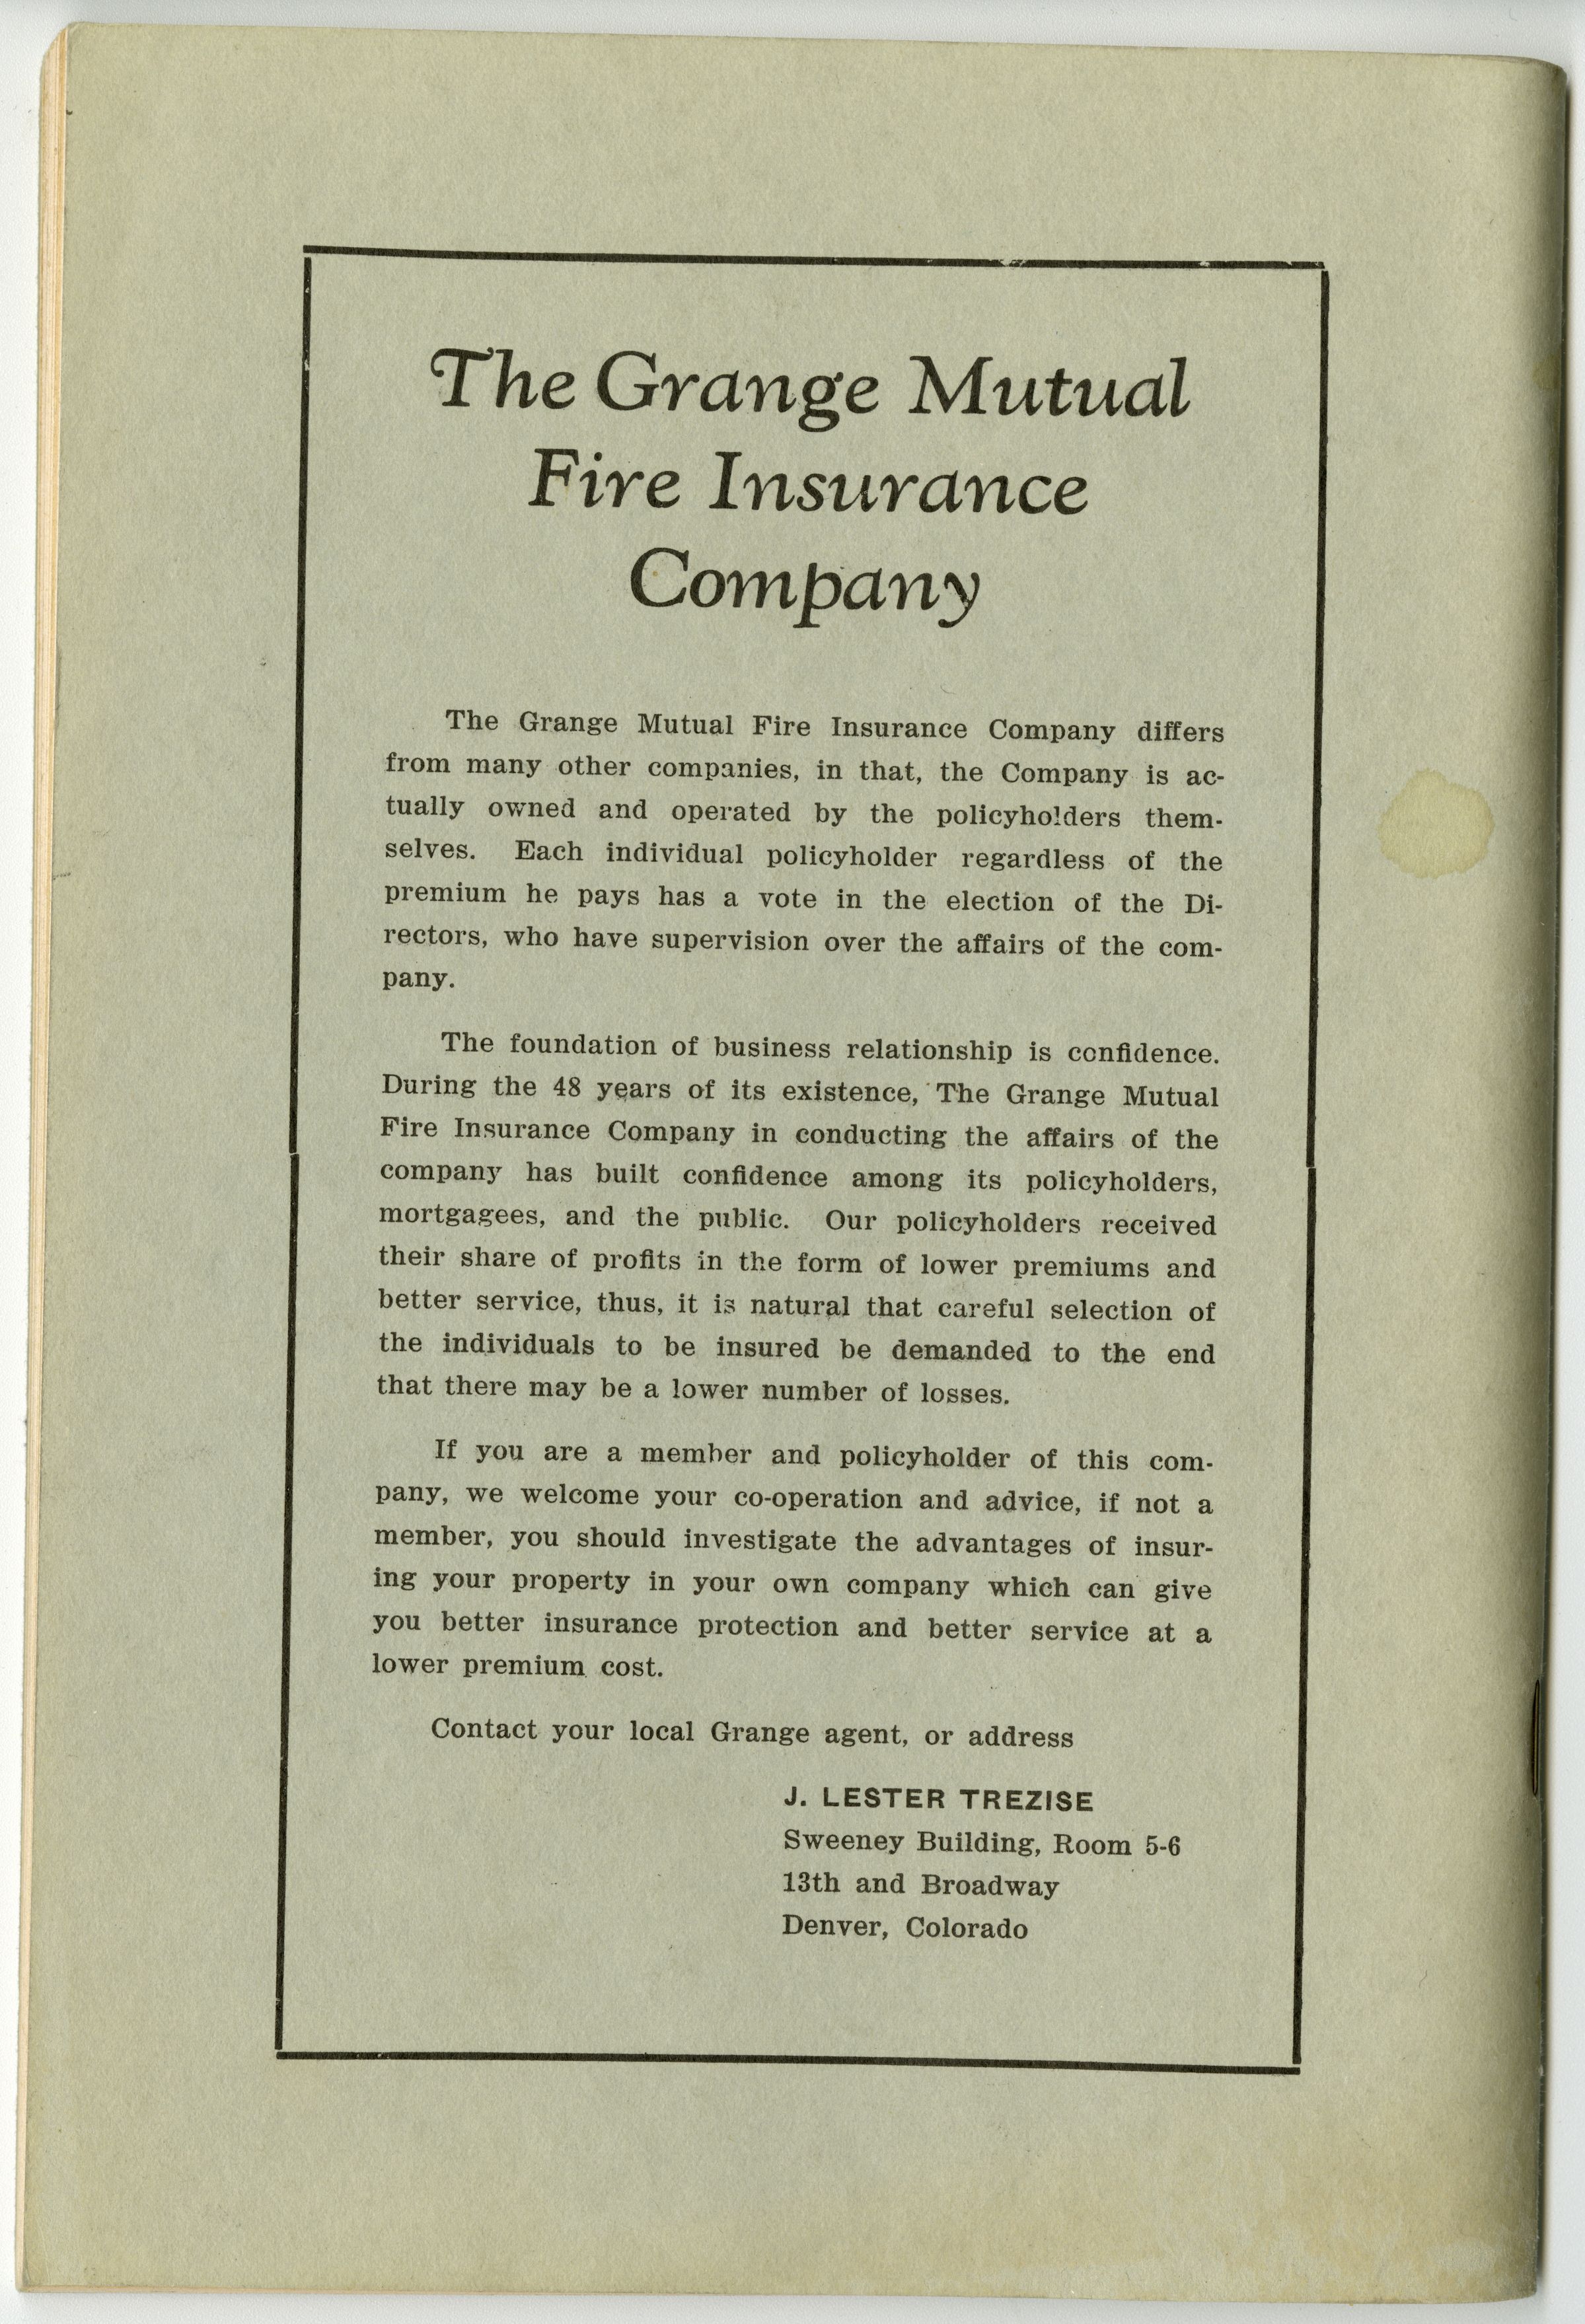 The Grange Mutual
Fire Insurance
Company
The Grange Mutual Fire Insurance Company differs
from many other companies, in that, the Company is ac-
tually owned and operated by the policyholders them-
selves. Each individual policyholder regardless of the
premium he pays has a vote in the election of the Di-
rectors, who have supervision over the affairs of the com-
pany.
The foundation of business relationship is confidence.
During the 48 years of its existence, The Grange Mutual
Fire Insurance Company in conducting the affairs of the
company has built confidence among its policyholders,
mortgagees, and the public. Our policyholders received
their share of profits in the form of lower premiums and
better service, thus, it is natural that careful selection of
the individuals to be insured be demanded to the end
that there may be a lower number of losses.
If you are a member and policyholder of this com-
pany, we welcome your co-operation and advice, if not a
member, you should investigate the advantages of insur-
ing your property in your own company which can give
you better insurance protection and better service at a
lower premium cost.
Contact your local Grange agent, or address
J. LESTER TREZISE
Sweeney Building, Room 5-6
13th and Broadway
Denver, Colorado